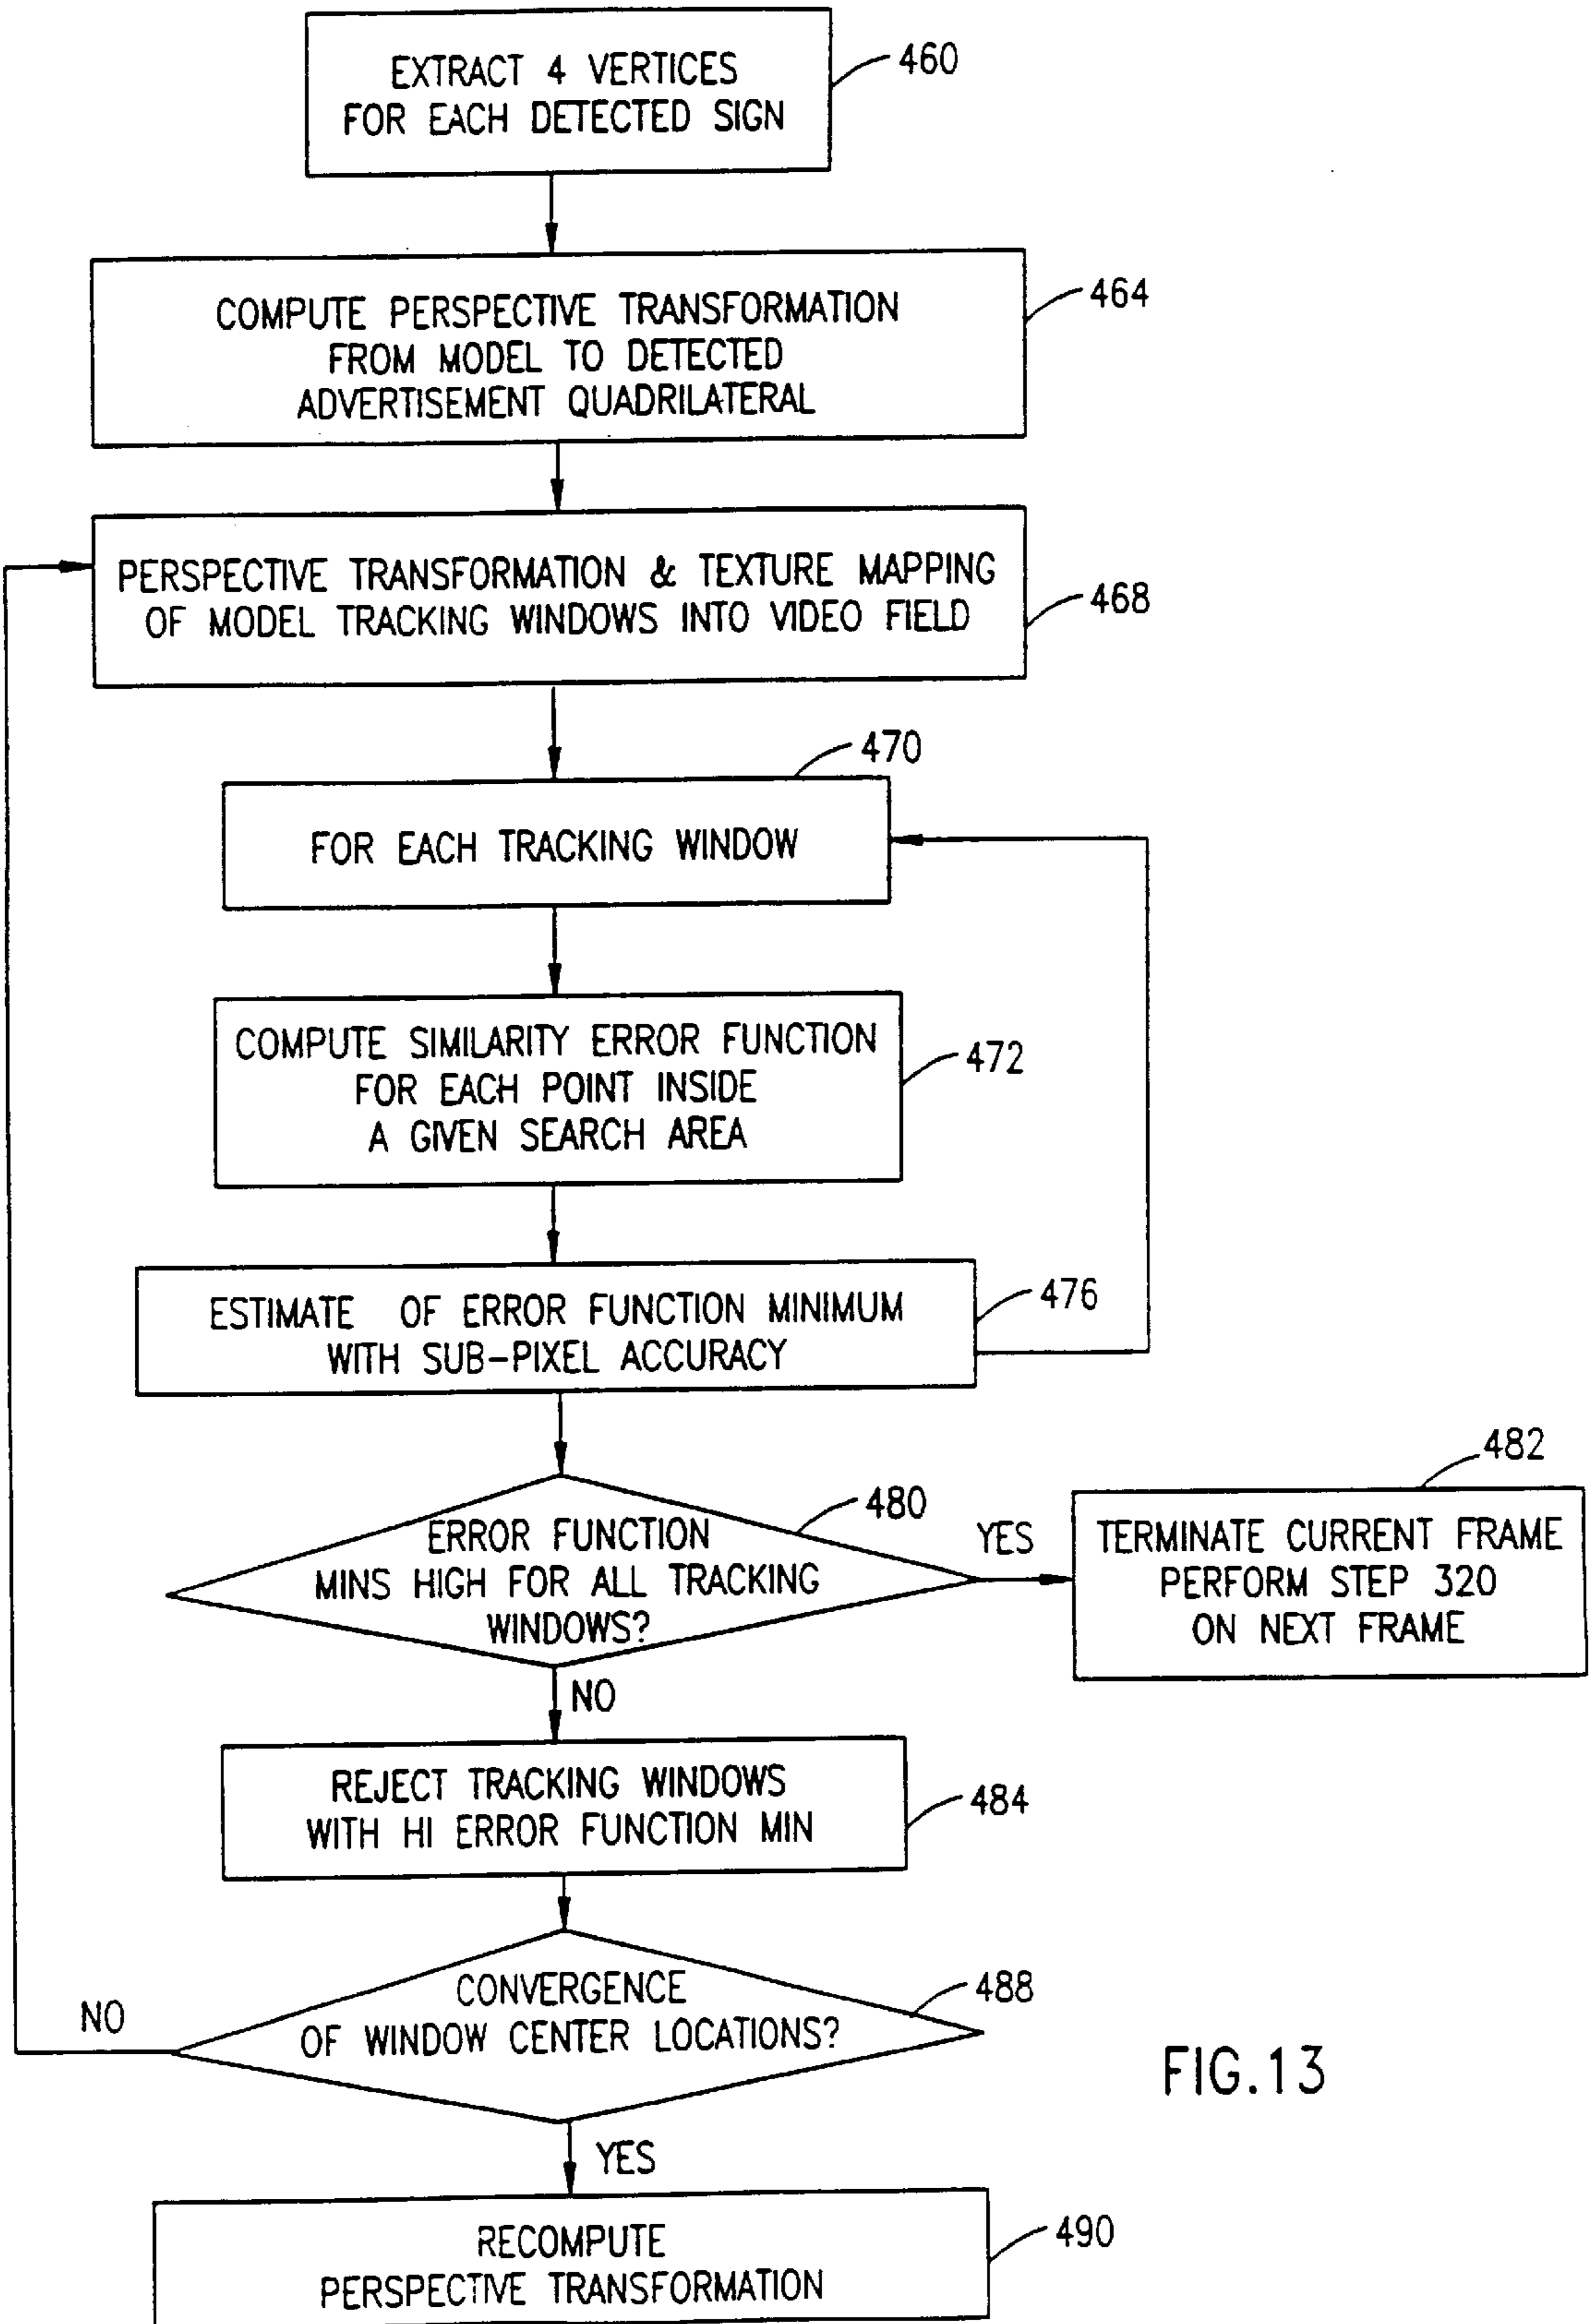 EXTRACT 4 VERTICES
FOR EACH DETECTED SIGN
460
COMPUTE PERSPECTIVE TRANSFORMATION
FROM MODEL TO DETECTED
ADVERTISEMENT QUADRILATERAL
464
PERSPECTIVE TRANSFORMATION & TEXTURE MAPPING
OF MODEL TRACKING WINDOWS INTO VIDEO FIELD
468
470
FOR EACH TRACKING WINDOW
COMPUTE SIMILARITY ERROR FUNCTION
FOR EACH POINT INSIDE
A GIVEN SEARCH AREA
472
ESTIMATE OF ERROR FUNCTION MINIMUM
WITH SUB-PIXEL ACCURACY
476
480
ERROR FUNCTION
MINS HIGH FOR ALL TRACKING
WINDOWS?
YES
482
TERMINATE CURRENT FRAME
PERFORM STEP 320
ON NEXT FRAME
NO
REJECT TRACKING WINDOWS
WITH HI ERROR FUNCTION MIN
484
CONVERGENCE
OF WINDOW CENTER LOCATIONS?
488
NO
YES
RECOMPUTE
PERSPECTIVE TRANSFORMATION
490
FIG.13